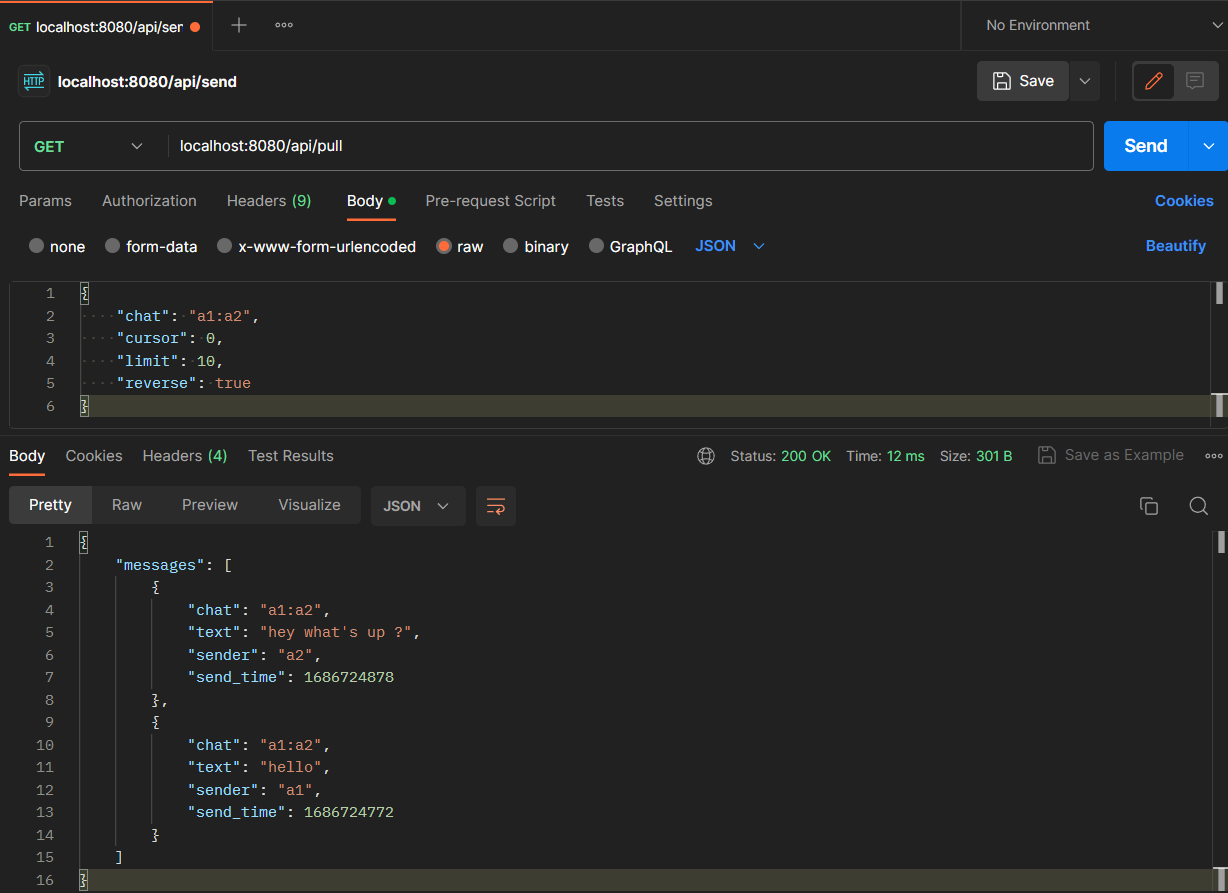 GET localhost:8080/api/ser
No Environment
HTTP localhost:8080/api/send
Save
GET localhost:8080/api/pull
Send
Params Authorization Headers (9) Body Pre-request Script Tests Settings Cookies
none form-data x-www-form-urlencoded raw binary GraphQL JSON Beautify
1 {
2 "chat": "a1:a2",
3 "cursor": 0,
4 "limit": 10,
5 "reverse": true
6 }
Body Cookies Headers (4) Test Results Status: 200 OK Time: 12 ms Size: 301 B Save as Example
Pretty Raw Preview Visualize JSON
1 {
2 "messages": [
3 {
4 "chat": "a1:a2",
5 "text": "hey what's up ?",
6 "sender": "a2",
7 "send_time": 1686724878
8 },
9 {
10 "chat": "a1:a2",
11 "text": "hello",
12 "sender": "a1",
13 "send_time": 1686724772
14 }
15 ]
16 }